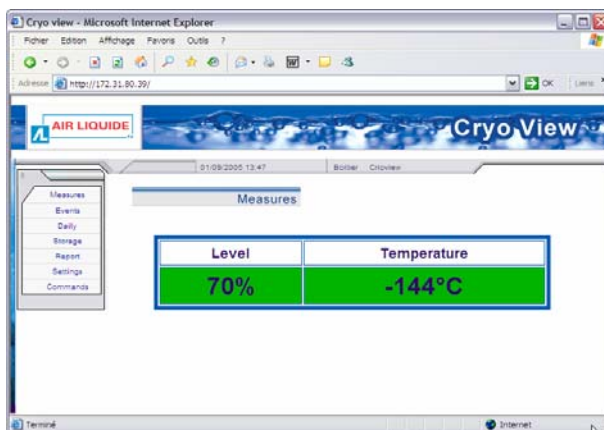 Cryo view - Microsoft Internet Explorer
Fichier Edition Affichage Favoris Outils ?
Adresse http://172.31.80.39/ OK Liens
AIR LIQUIDE
Cryo View
01/09/2005 13:47
Measures
Events
Daily
Storage
Report
Settings
Commands
Measures
Level Temperature
70% -144°C
Terminé Internet